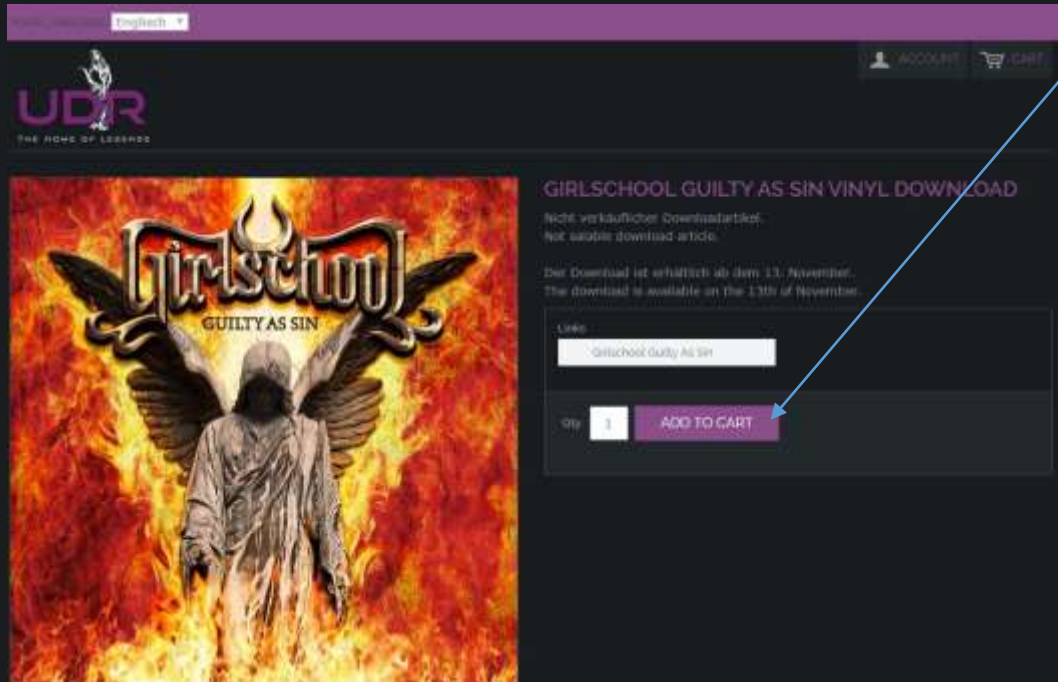 Englisch
ACCOUNT
CART
UDR
THE HOME OF LEGENDS
Girlschool
GUILTY AS SIN
GIRLSCHOOL GUILTY AS SIN VINYL DOWNLOAD
Nicht verkäuflicher Downloadartikel.
Not salable download article.
Der Download ist erhältlich ab dem 13. November.
The download is available on the 13th of November.
Links
Girlschool Guilty As Sin
Qty
1
ADD TO CART